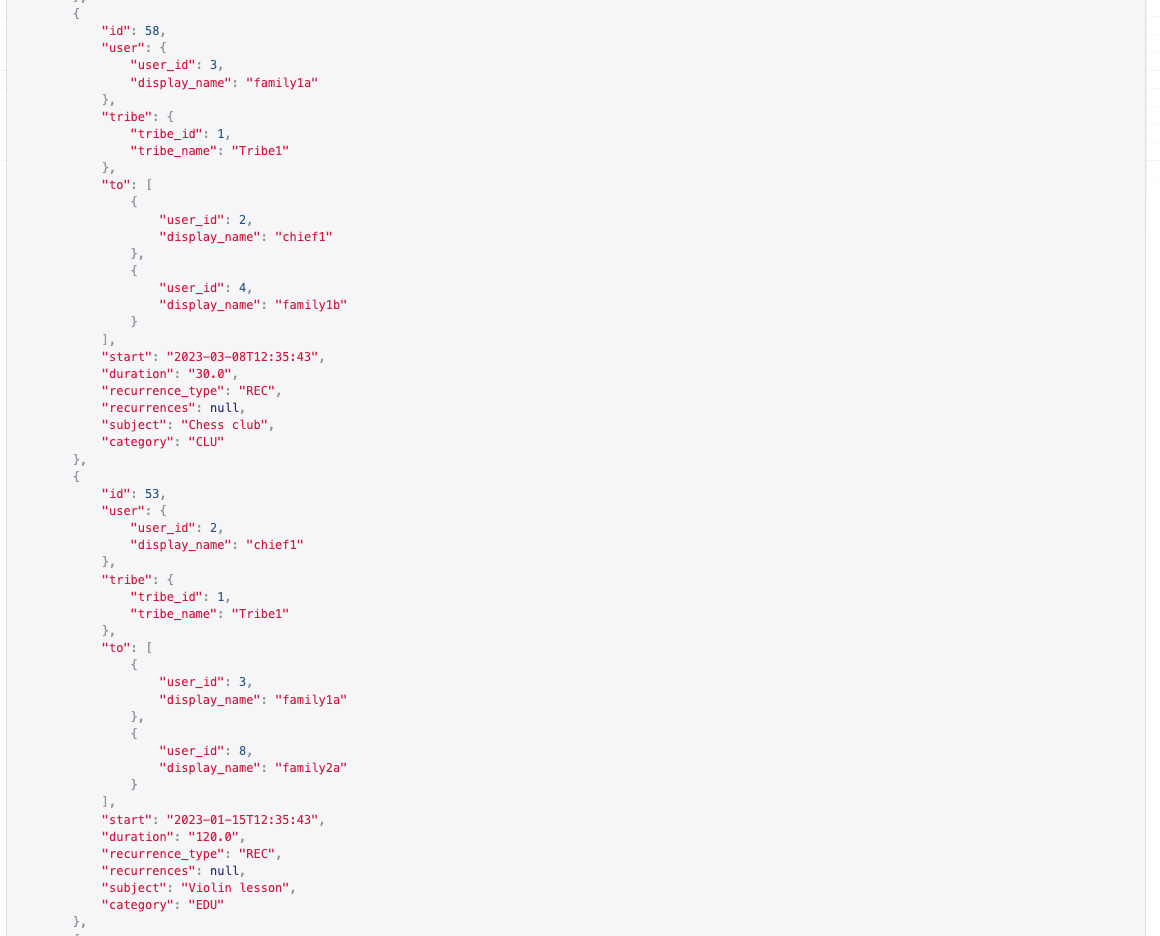 {
"id": 58,
"user": {
"user_id": 3,
"display_name": "family1a"
},
"tribe": {
"tribe_id": 1,
"tribe_name": "Tribe1"
},
"to": [
{
"user_id": 2,
"display_name": "chief1"
},
{
"user_id": 4,
"display_name": "family1b"
}
],
"start": "2023-03-08T12:35:43",
"duration": "30.0",
"recurrence_type": "REC",
"recurrences": null,
"subject": "Chess club",
"category": "CLU"
},
{
"id": 53,
"user": {
"user_id": 2,
"display_name": "chief1"
},
"tribe": {
"tribe_id": 1,
"tribe_name": "Tribe1"
},
"to": [
{
"user_id": 3,
"display_name": "family1a"
},
{
"user_id": 8,
"display_name": "family2a"
}
],
"start": "2023-01-15T12:35:43",
"duration": "120.0",
"recurrence_type": "REC",
"recurrences": null,
"subject": "Violin lesson",
"category": "EDU"
},